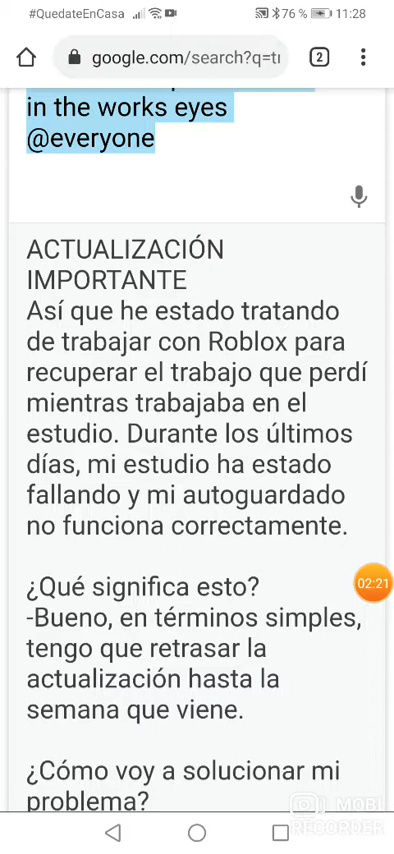 #QuedateEnCasa 76 % 11:28
google.com/search?q=t 2
in the works eyes
@everyone
ACTUALIZACIÓN
IMPORTANTE
Así que he estado tratando
de trabajar con Roblox para
recuperar el trabajo que perdí
mientras trabajaba en el
estudio. Durante los últimos
días, mi estudio ha estado
fallando y mi autoguardado
no funciona correctamente.
02:21
¿Qué significa esto?
-Bueno, en términos simples,
tengo que retrasar la
actualización hasta la
semana que viene.
¿Cómo voy a solucionar mi
problema?
MOBI
RECORDER